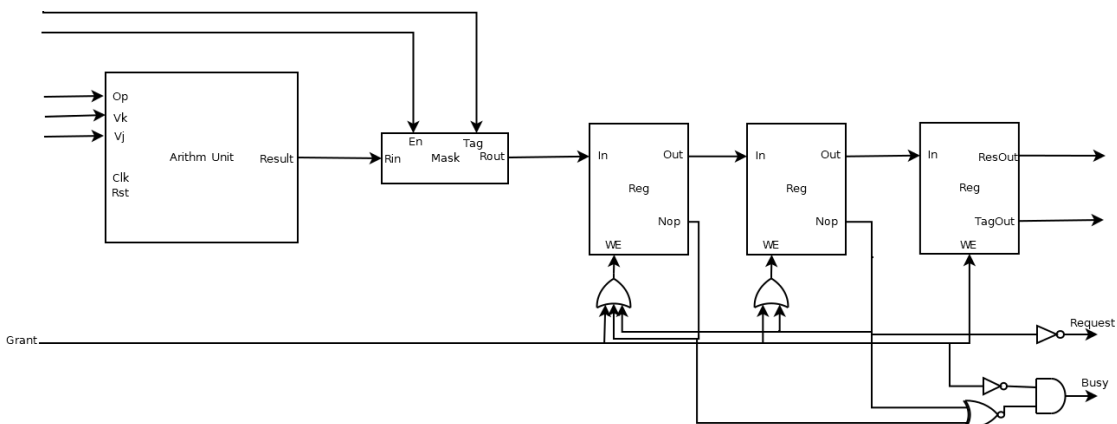 Op
Vk
Vj
Arithm Unit
Result
Clk
Rst
En
Tag
Rin
Mask
Rout
In
Out
Reg
Nop
WE
In
Out
Reg
Nop
WE
In
ResOut
Reg
TagOut
WE
Grant
Request
Busy